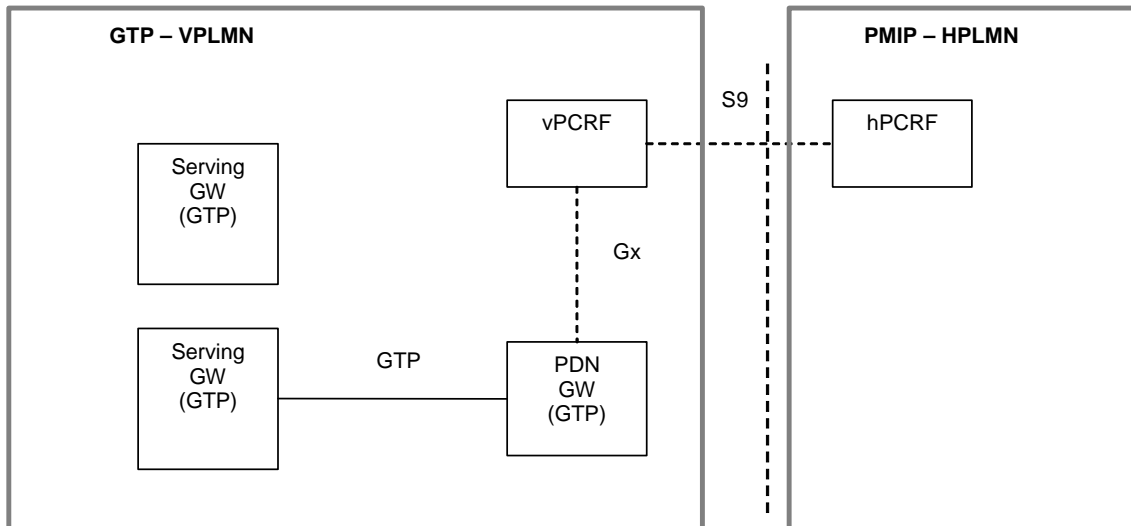 GTP – VPLMN
PMIP – HPLMN
S9
vPCRF
hPCRF
Serving
GW
(GTP)
Gx
Serving
GW
(GTP)
GTP
PDN
GW
(GTP)